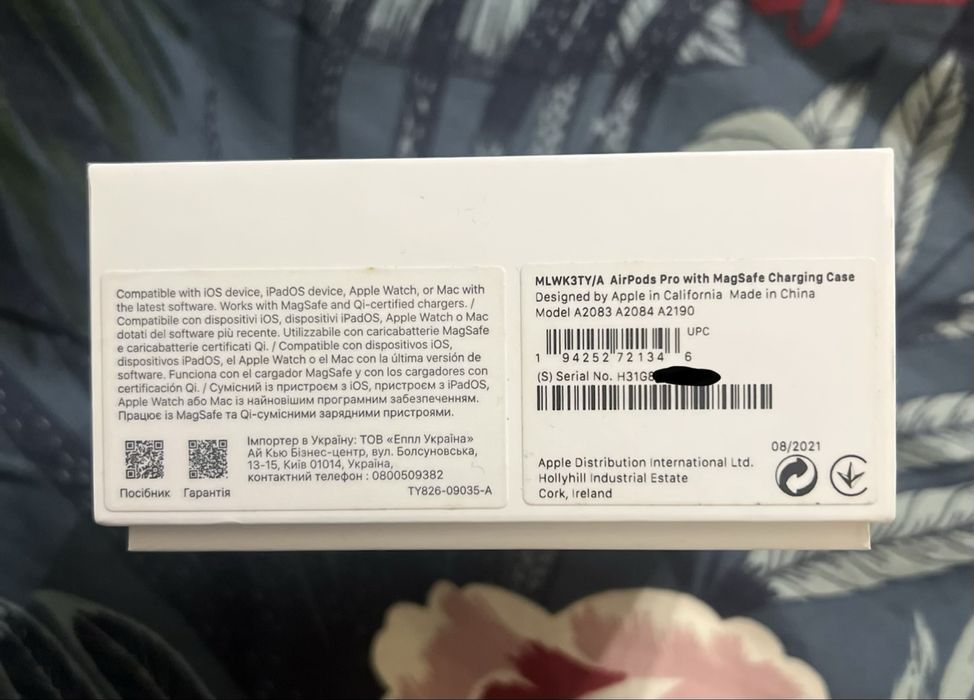 Compatible with iOS device, iPadOS device, Apple Watch, or Mac with
the latest software. Works with MagSafe and Qi-certified chargers. /
Compatibile con dispositivi iOS, dispositivi iPadOS, Apple Watch o Mac
dotati del software più recente. Utilizzabile con caricabatterie MagSafe
e caricabatterie certificati Qi. / Compatible con dispositivos iOS,
dispositivos iPadOS, el Apple Watch o el Mac con la última versión de
software. Funciona con el cargador MagSafe y con los cargadores con
certificación Qi. / Сумісний із пристроєм з iOS, пристроєм з iPadOS,
Apple Watch або Mac із найновішим програмним забезпеченням.
Працює із MagSafe та Qi-сумісними зарядними пристроями.
Посібник
Гарантія
Імпортер в Україну: ТОВ «Еппл Україна»
Ай Кью Бізнес-центр, вул. Болсуновська,
13-15, Київ 01014, Україна,
контактний телефон : 0800509382
TY826-09035-A
MLWK3TY/A AirPods Pro with MagSafe Charging Case
Designed by Apple in California Made in China
Model A2083 A2084 A2190
UPC
1 94252 72134 6
(S) Serial No. H31G8
08/2021
Apple Distribution International Ltd.
Hollyhill Industrial Estate
Cork, Ireland